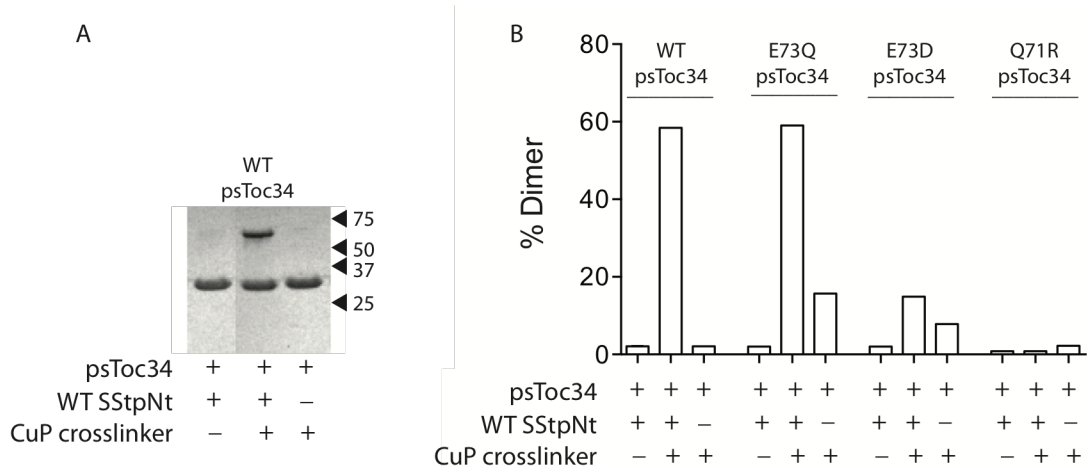 A
WT
psToc34
75
50
37
25
psToc34 + + +
WT SStpNt + + –
CuP crosslinker – + +
B
80
60
40
20
0
% Dimer
WT E73Q E73D Q71R
psToc34 psToc34 psToc34 psToc34
psToc34 + + + + + + + + + + + +
WT SStpNt + + – + + – + + – + + –
CuP crosslinker – + + – + + – + + – + +